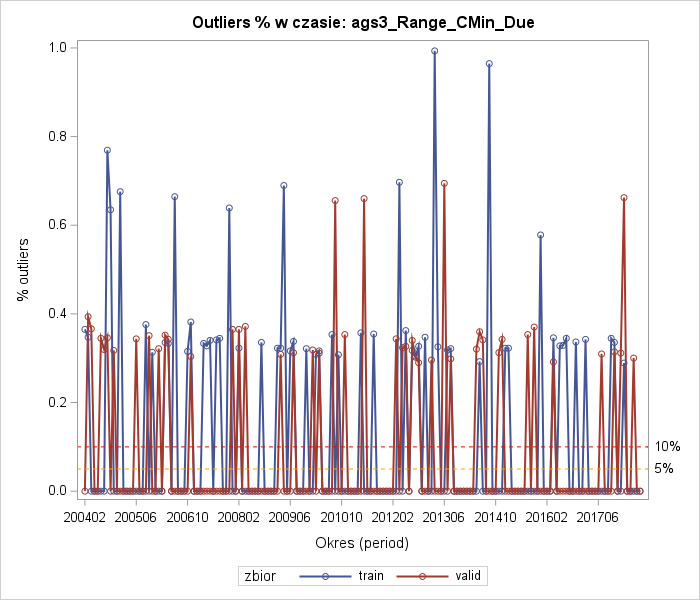 Outliers % w czasie: ags3_Range_CMin_Due
% outliers
1.0
0.8
0.6
0.4
0.2
0.0
10%
5%
200402 200506 200610 200802 200906 201010 201202 201306 201410 201602 201706
Okres (period)
zbior train valid